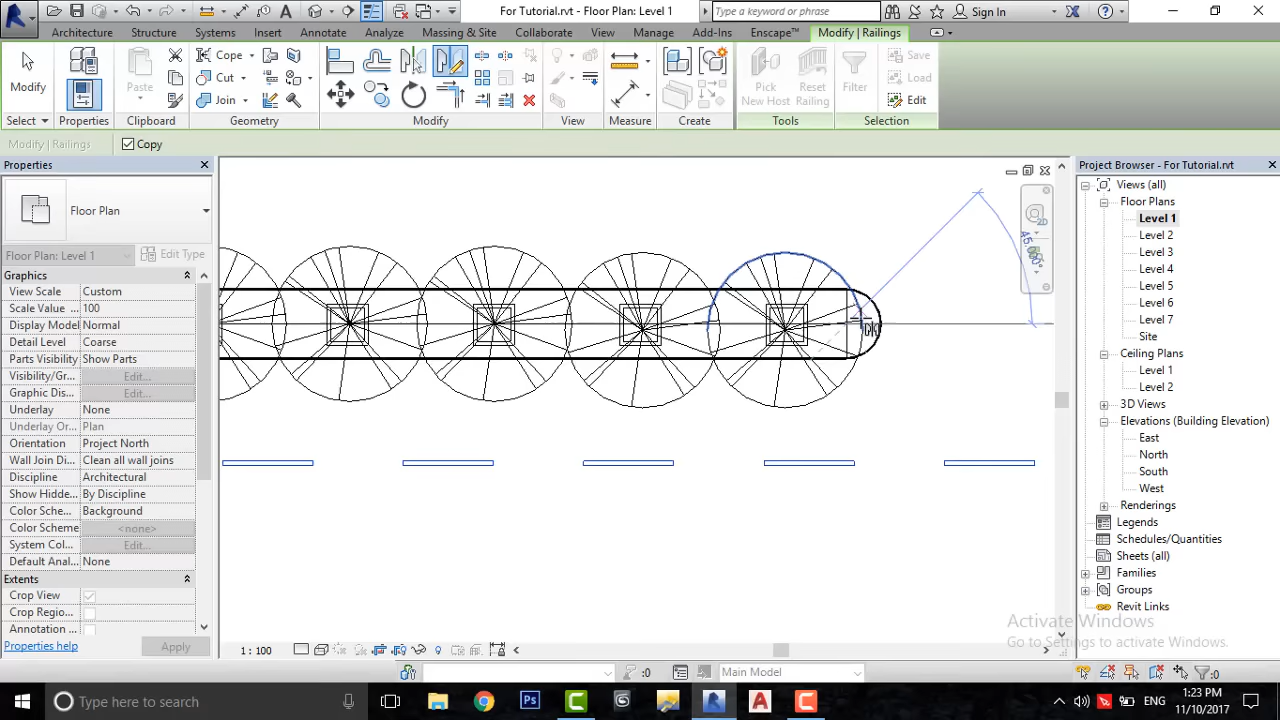 For Tutorial.rvt - Floor Plan: Level 1
Type a keyword or phrase
Sign In
Architecture
Structure
Systems
Insert
Annotate
Analyze
Massing & Site
Collaborate
View
Manage
Add-Ins
Enscape™
Modify | Railings
Modify
Paste
Cope
Cut
Join
Pick
New Host
Reset
Railing
Filter
Save
Load
Edit
Select
Properties
Clipboard
Geometry
Modify
View
Measure
Create
Tools
Selection
Modify | Railings
Copy
Properties
Floor Plan
Floor Plan: Level 1
Edit Type
Graphics
View Scale Custom
Scale Value ... 100
Display Model Normal
Detail Level Coarse
Parts Visibility Show Parts
Visibility/Gr... Edit...
Graphic Dis... Edit...
Underlay None
Underlay Or... Plan
Orientation Project North
Wall Join Di... Clean all wall joins
Discipline Architectural
Show Hidde... By Discipline
Color Sche... Background
Color Scheme <none>
System Col... Edit...
Default Anal... None
Extents
Crop View
Crop Regio...
Annotation ...
Properties help
Apply
2D
Project Browser - For Tutorial.rvt
Views (all)
Floor Plans
Level 1
Level 2
Level 3
Level 4
Level 5
Level 6
Level 7
Site
Ceiling Plans
Level 1
Level 2
3D Views
Elevations (Building Elevation)
East
North
South
West
Renderings
Legends
Schedules/Quantities
Sheets (all)
Families
Groups
Revit Links
Activate Windows
Go to Settings to activate Windows.
1 : 100
:0
Main Model
:0
Type here to search
Ps
ENG
1:23 PM
11/10/2017